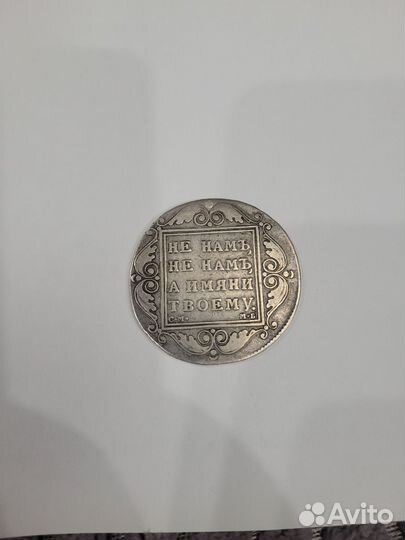 НЕ НАМЪ,
НЕ НАМЪ,
А ИМЯНИ
ТВОЕМУ.
С.М. М.Б.
Avito